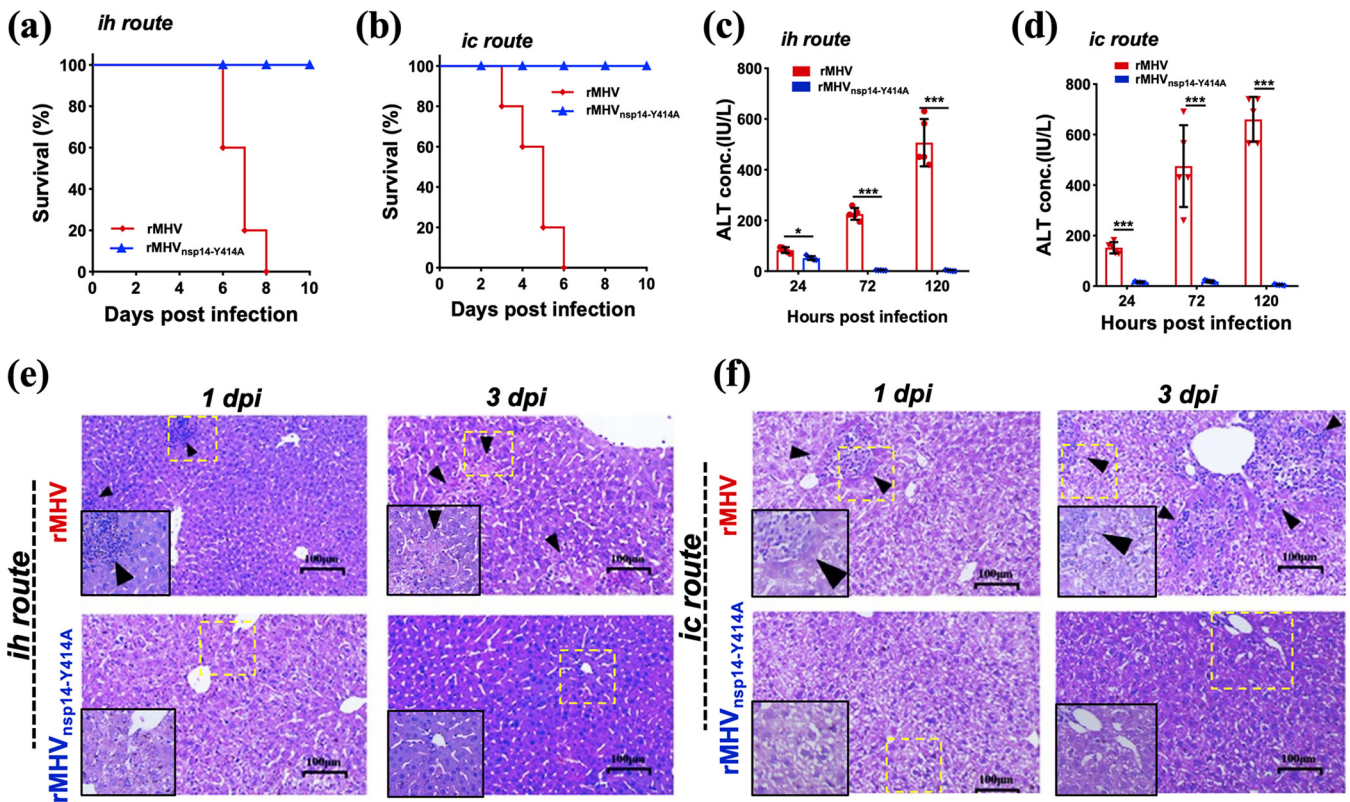 (a)
ih route
Survival (%)
100
80
60
40
20
0
rMHV
rMHVnsp14-Y414A
0 2 4 6 8 10
Days post infection
(b)
ic route
Survival (%)
100
80
60
40
20
0
rMHV
rMHVnsp14-Y414A
0 2 4 6 8 10
Days post infection
(c)
ih route
rMHV
rMHVnsp14-Y414A
ALT conc.(IU/L)
800
600
400
200
0
* *** ***
24 72 120
Hours post infection
(d)
ic route
rMHV
rMHVnsp14-Y414A
ALT conc.(IU/L)
800
600
400
200
0
*** *** ***
24 72 120
Hours post infection
(e)
1 dpi 3 dpi
ih route
rMHV
100μm 100μm
rMHVnsp14-Y414A
100μm 100μm
(f)
1 dpi 3 dpi
ic route
rMHV
100μm 100μm
rMHVnsp14-Y414A
100μm 100μm